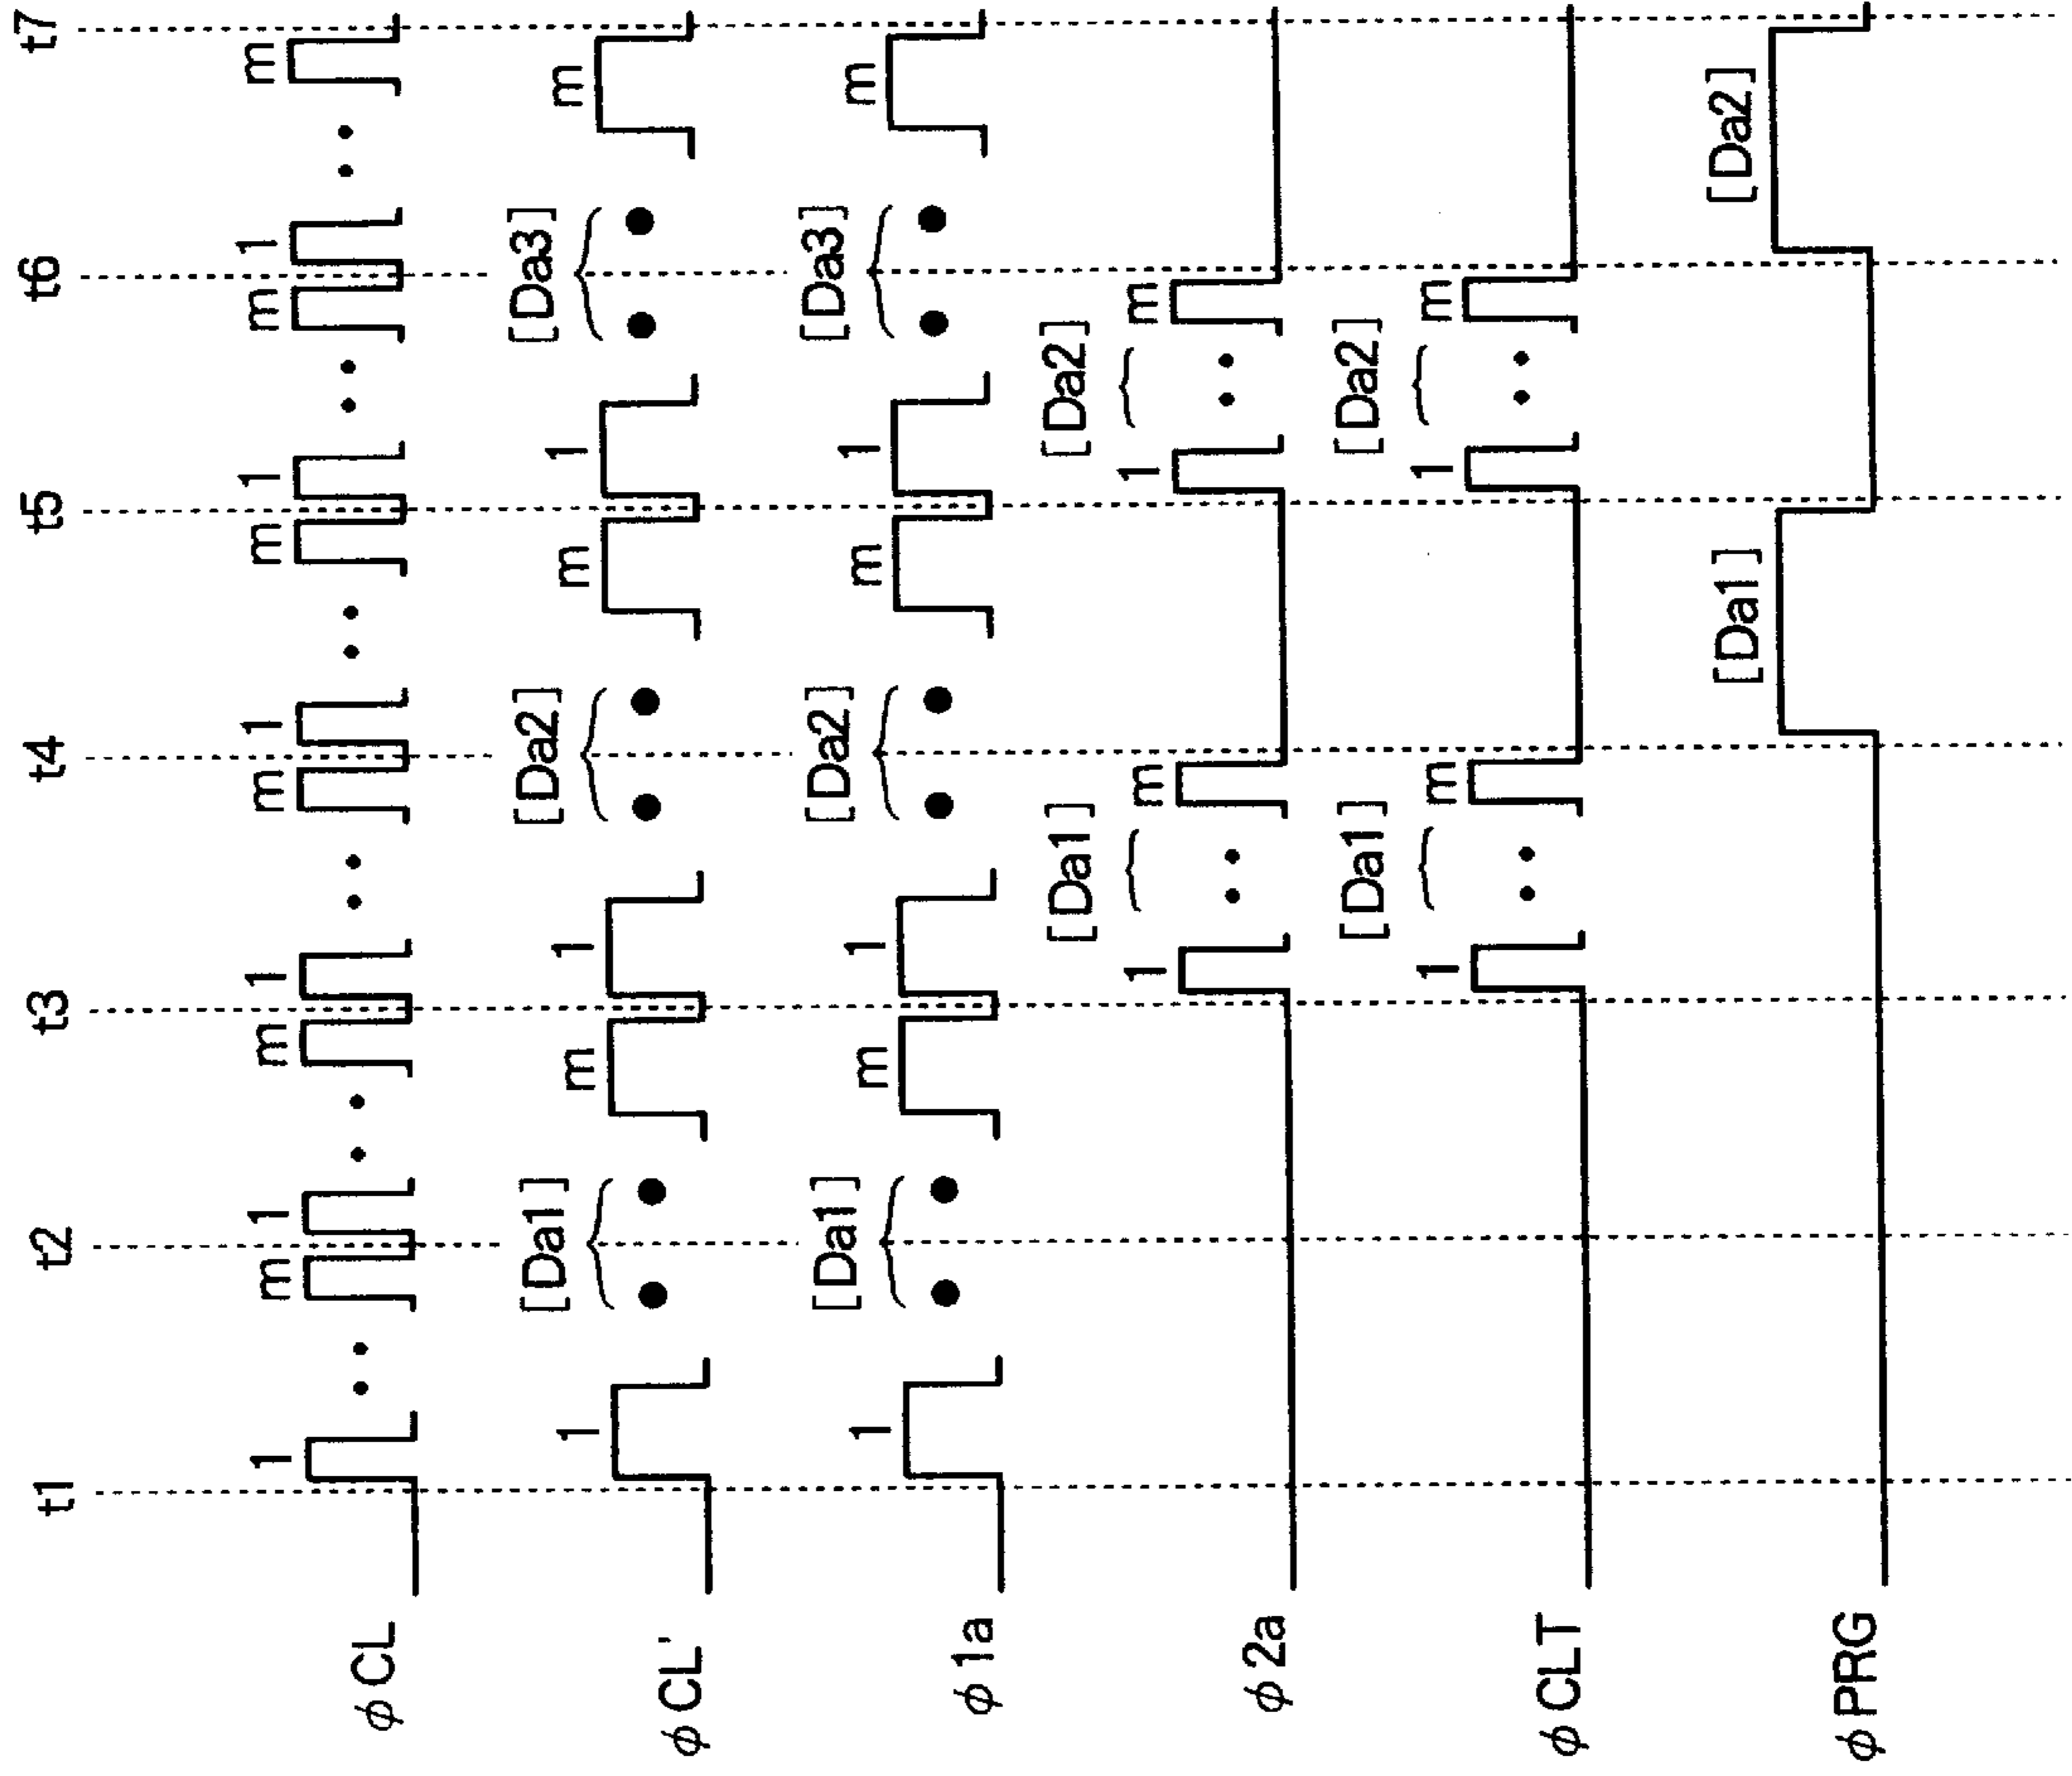 t1 t2 t3 t4 t5 t6 t7
φCL 1 m 1 m 1 m 1 m 1 m 1 m
φCL' 1 [Da1] m 1 [Da2] m 1 [Da3] m
φ1a 1 [Da1] m 1 [Da2] m 1 [Da3] m
φ2a 1 [Da1] m 1 [Da2] m
φCLT 1 [Da1] m 1 [Da2] m
φPRG [Da1] [Da2]